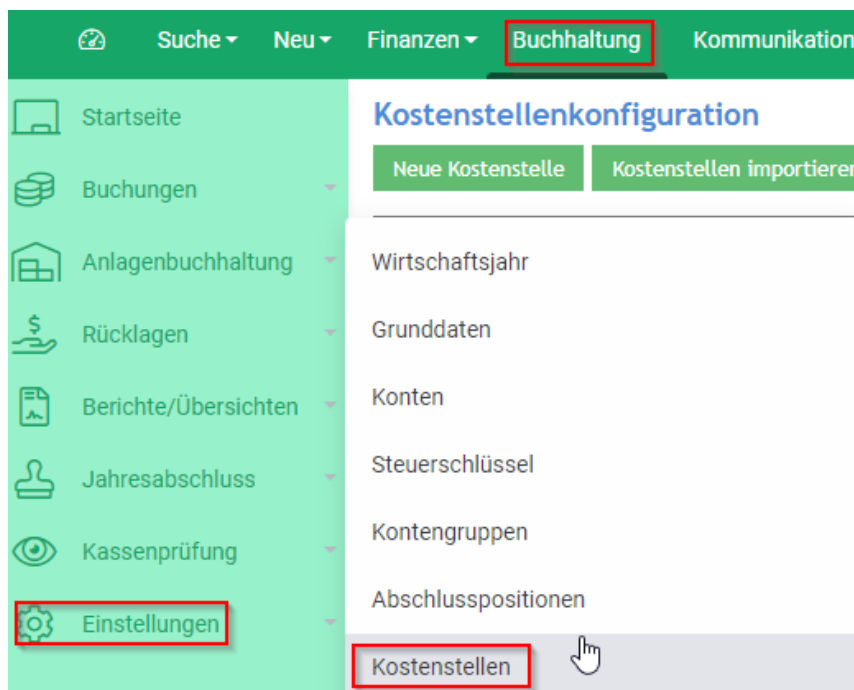 Suche Neu Finanzen Buchhaltung Kommunikation
Startseite
Buchungen
Anlagenbuchhaltung
Rücklagen
Berichte/Übersichten
Jahresabschluss
Kassenprüfung
Einstellungen
Kostenstellenkonfiguration
Neue Kostenstelle Kostenstellen importieren
Wirtschaftsjahr
Grunddaten
Konten
Steuerschlüssel
Kontengruppen
Abschlusspositionen
Kostenstellen